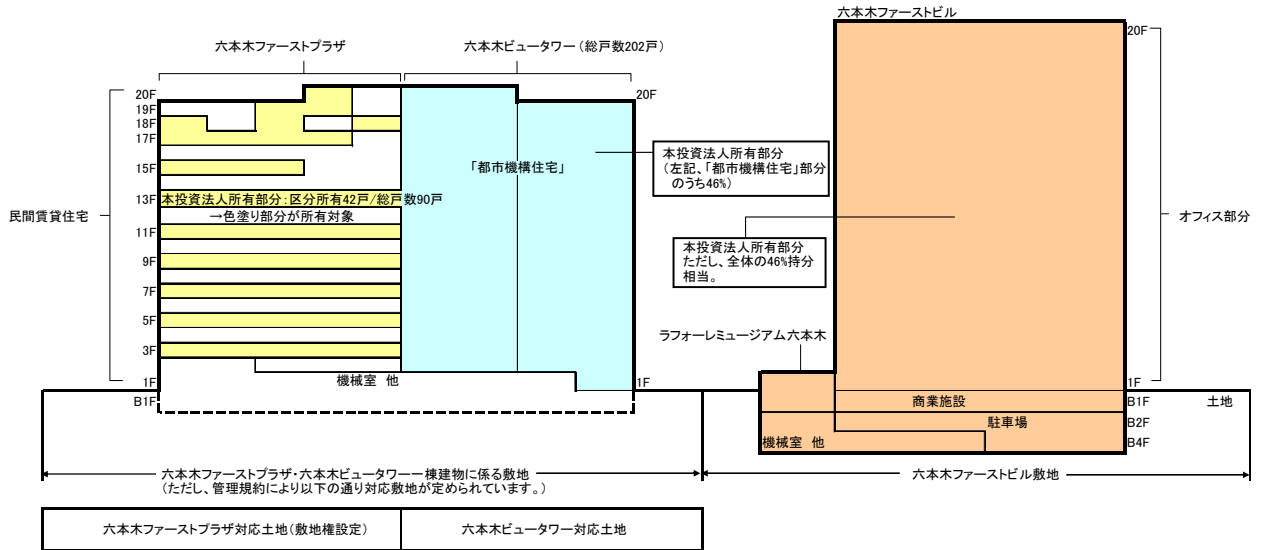 六本木ファーストビル
六本木ファーストプラザ
六本木ビュータワー（総戸数202戸）
20F
19F
18F
17F
15F
13F
11F
9F
7F
5F
3F
1F
B1F
民間賃貸住宅
本投資法人所有部分：区分所有42戸/総戸数90戸
→色塗り部分が所有対象
「都市機構住宅」
機械室 他
20F
1F
本投資法人所有部分
（左記、「都市機構住宅」部分
のうち46%）
本投資法人所有部分
ただし、全体の46%持分
相当。
ラフォーレミュージアム六本木
20F
オフィス部分
1F
商業施設
B1F
土地
駐車場
B2F
機械室 他
B4F
六本木ファーストプラザ・六本木ビュータワー一棟建物に係る敷地
（ただし、管理規約により以下の通り対応敷地が定められています。）
六本木ファーストビル敷地
六本木ファーストプラザ対応土地（敷地権設定）
六本木ビュータワー対応土地